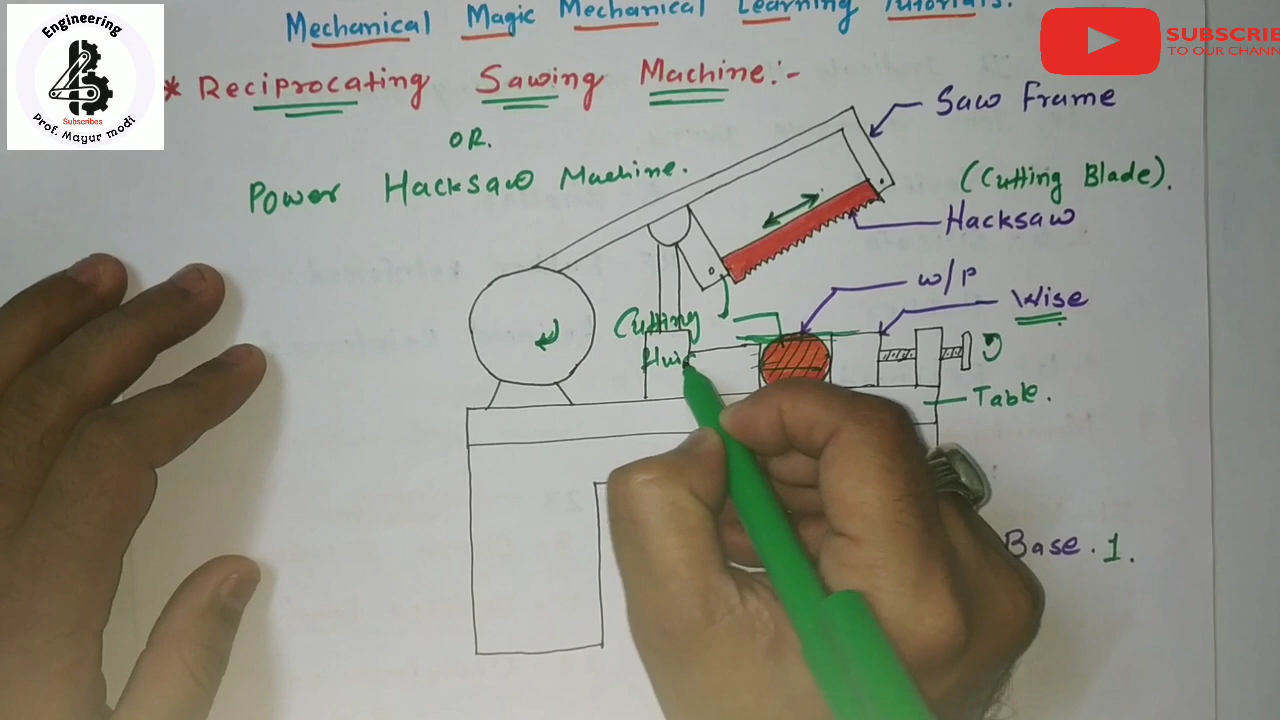 Mechanical Magic Mechanical Learning Tutorials.
Engineering
Prof. Mayur modi
Subscribes
SUBSCRIBE
TO OUR CHANN
* Reciprocating Sawing Machine:-
OR.
Power Hacksaw Machine.
Saw Frame
(Cutting Blade).
Hacksaw
W/P
Wise
Cutting
fluid
Table.
Base. 1.